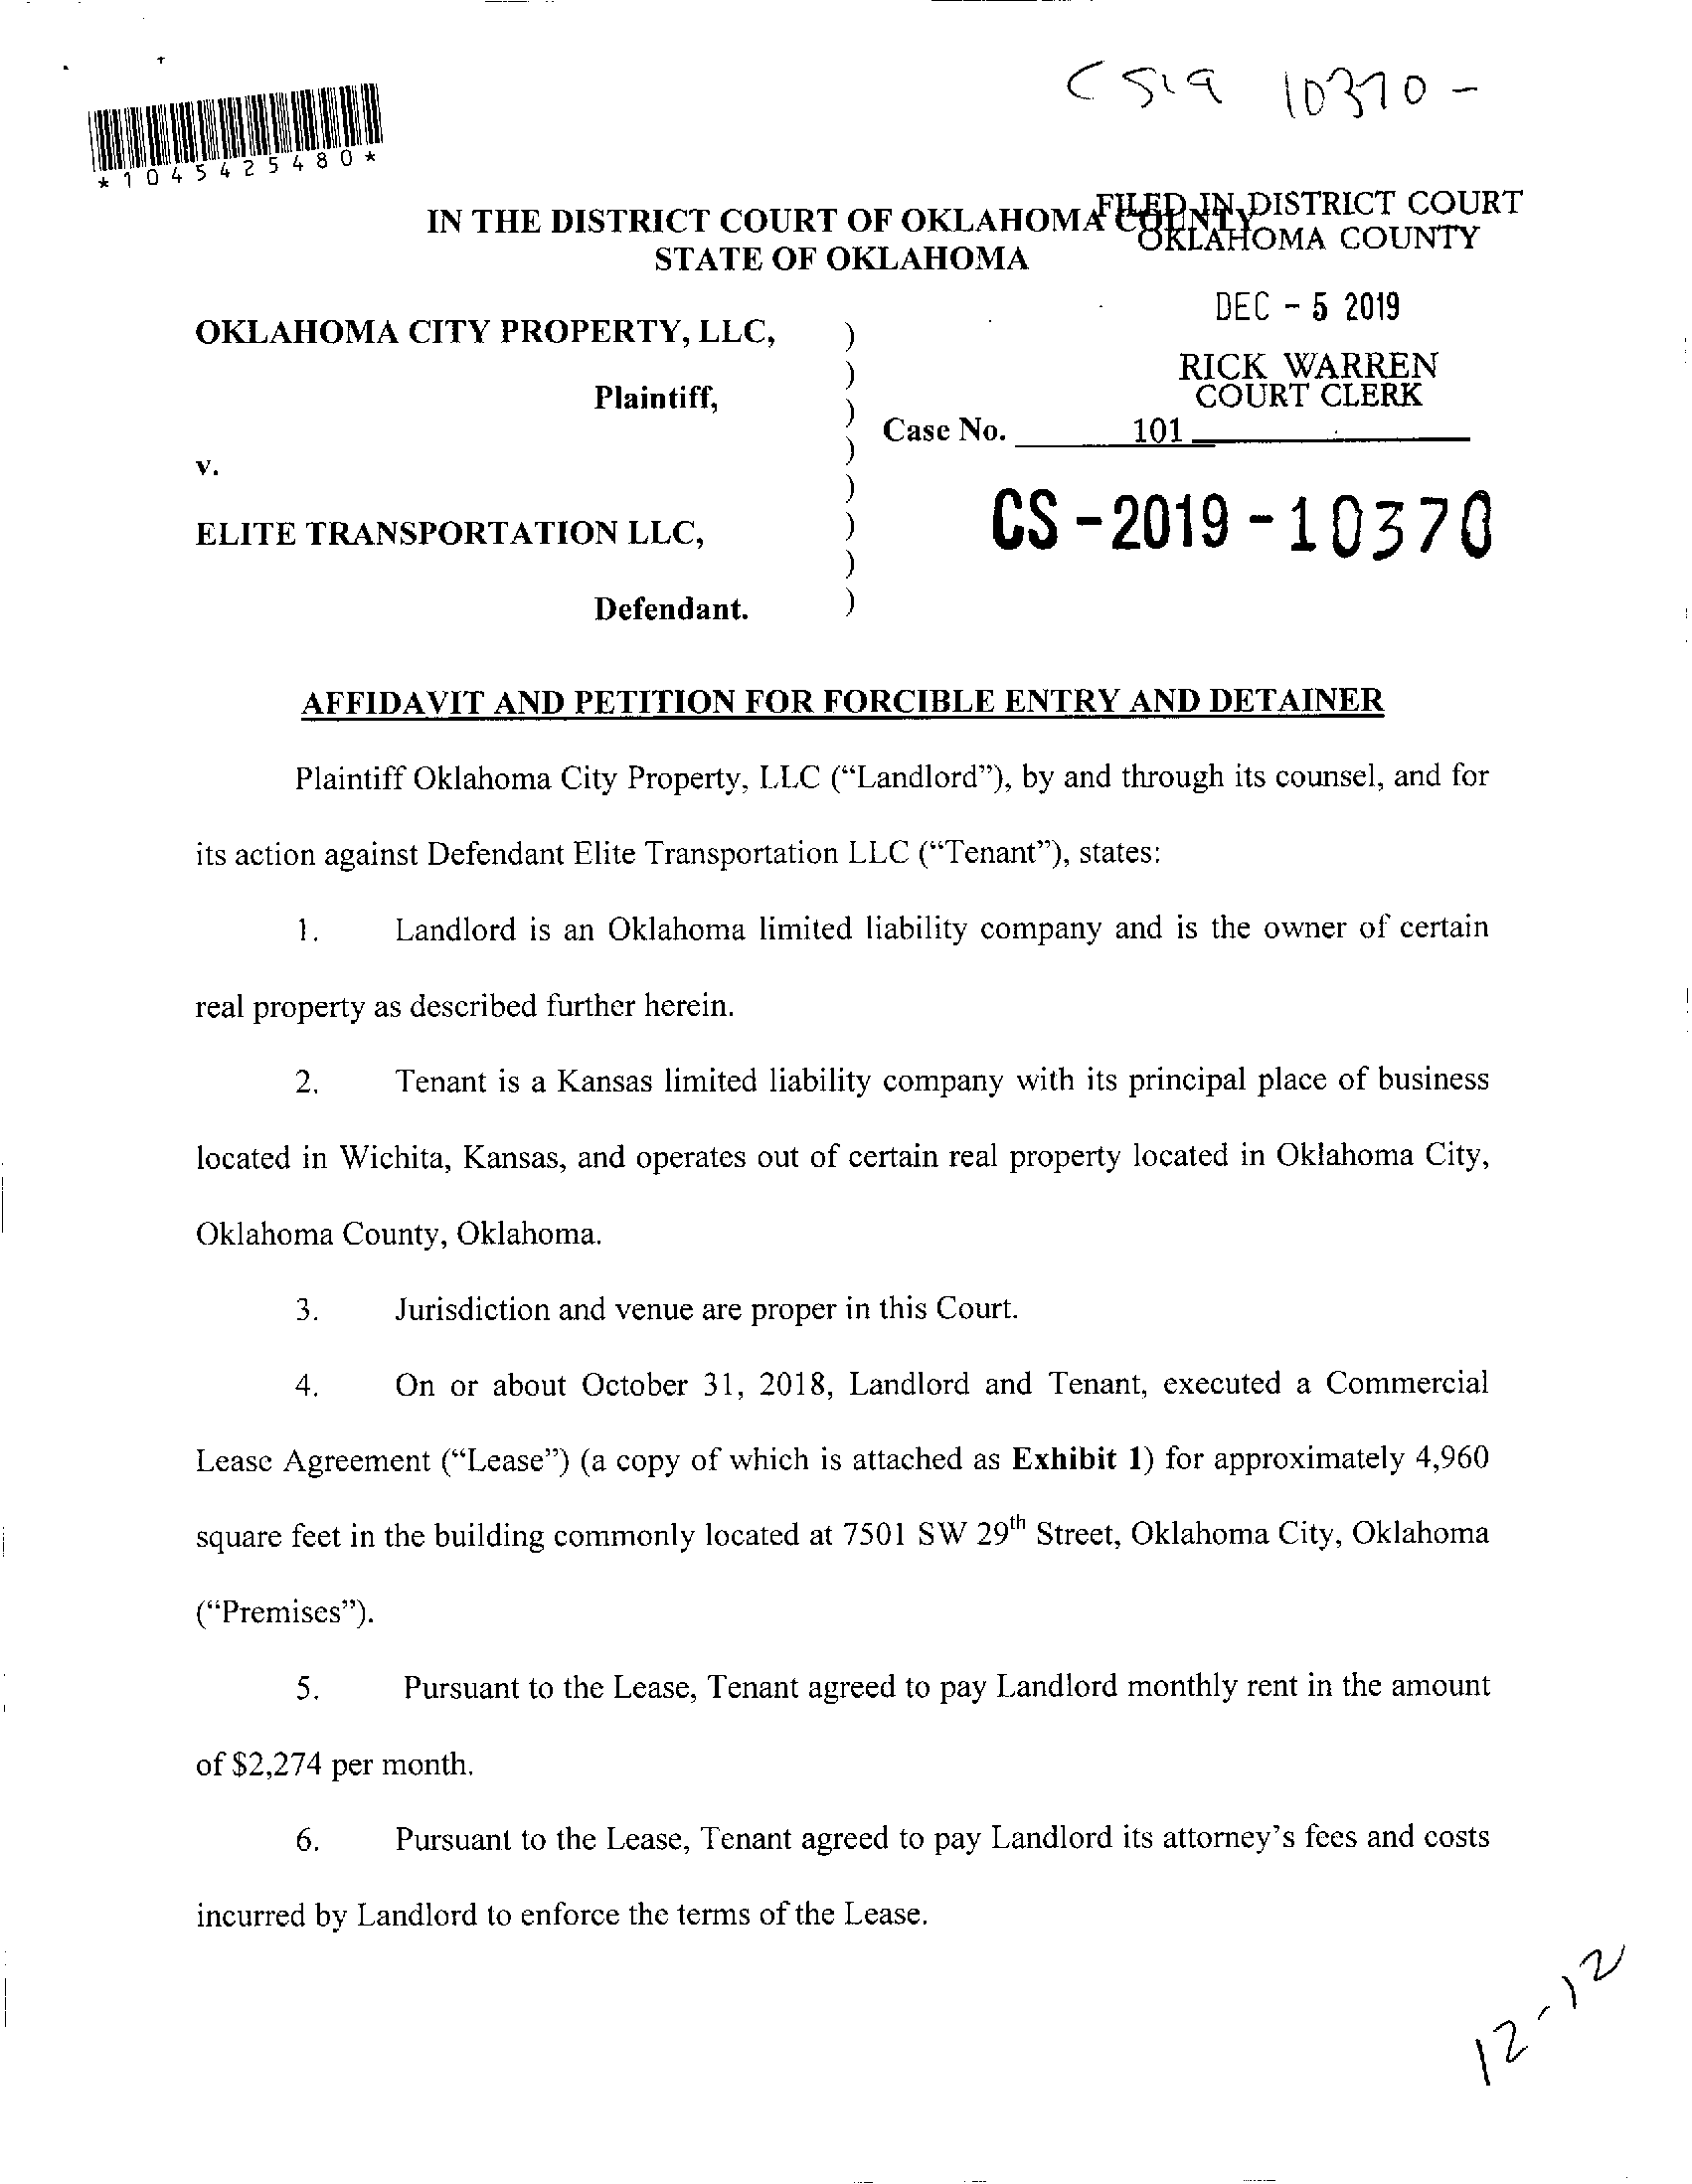 CS19 10370-
*1045425480*
IN THE DISTRICT COURT OF OKLAHOMA COUNTY
STATE OF OKLAHOMA
FILED IN DISTRICT COURT
OKLAHOMA COUNTY
DEC - 5 2019
RICK WARREN
COURT CLERK
101
OKLAHOMA CITY PROPERTY, LLC, )
)
Plaintiff, )
) Case No.
v. )
)
ELITE TRANSPORTATION LLC, )
)
Defendant. )
CS-2019-10370
AFFIDAVIT AND PETITION FOR FORCIBLE ENTRY AND DETAINER
Plaintiff Oklahoma City Property, LLC (“Landlord”), by and through its counsel, and for
its action against Defendant Elite Transportation LLC (“Tenant”), states:
1. Landlord is an Oklahoma limited liability company and is the owner of certain
real property as described further herein.
2. Tenant is a Kansas limited liability company with its principal place of business
located in Wichita, Kansas, and operates out of certain real property located in Oklahoma City,
Oklahoma County, Oklahoma.
3. Jurisdiction and venue are proper in this Court.
4. On or about October 31, 2018, Landlord and Tenant, executed a Commercial
Lease Agreement (“Lease”) (a copy of which is attached as Exhibit 1) for approximately 4,960
square feet in the building commonly located at 7501 SW 29th Street, Oklahoma City, Oklahoma
(“Premises”).
5. Pursuant to the Lease, Tenant agreed to pay Landlord monthly rent in the amount
of $2,274 per month.
6. Pursuant to the Lease, Tenant agreed to pay Landlord its attorney’s fees and costs
incurred by Landlord to enforce the terms of the Lease.
12-12